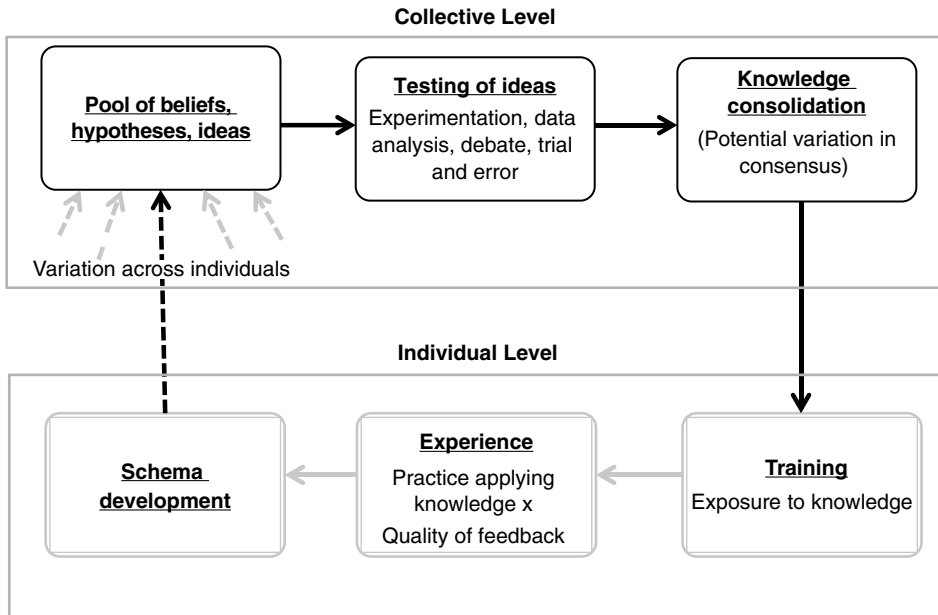 Collective Level
Pool of beliefs,
hypotheses, ideas
Testing of ideas
Experimentation, data
analysis, debate, trial
and error
Knowledge
consolidation
(Potential variation in
consensus)
Variation across individuals
Individual Level
Schema
development
Experience
Practice applying
knowledge x
Quality of feedback
Training
Exposure to knowledge